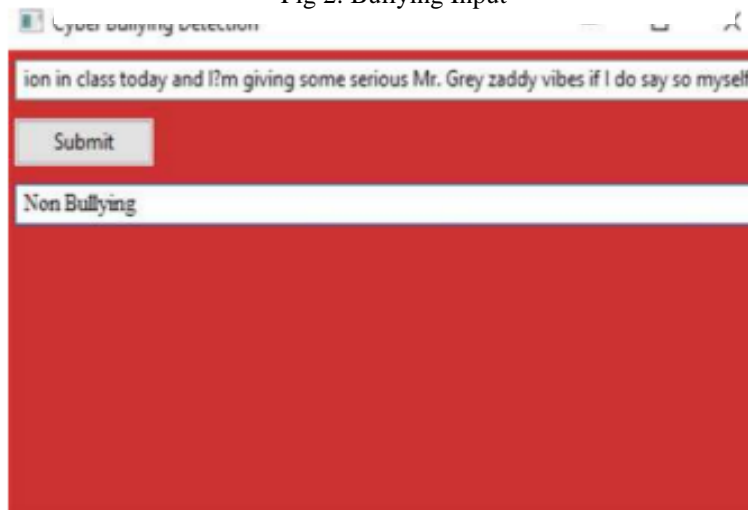 Fig 2: Bullying Input
Cyber Bullying Detection
ion in class today and I?m giving some serious Mr. Grey zaddy vibes if I do say so myself
Submit
Non Bullying